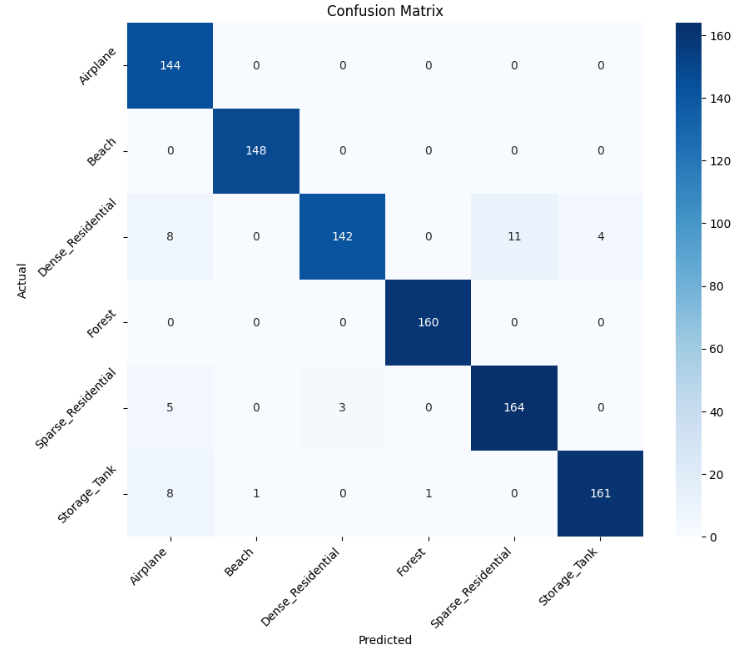 Confusion Matrix
Airplane 144 0 0 0 0 0
Beach 0 148 0 0 0 0
Dense_Residential 8 0 142 0 11 4
Forest 0 0 0 160 0 0
Sparse_Residential 5 0 3 0 164 0
Storage_Tank 8 1 0 1 0 161
Actual
Airplane Beach Dense_Residential Forest Sparse_Residential Storage_Tank
Predicted
160
140
120
100
80
60
40
20
0